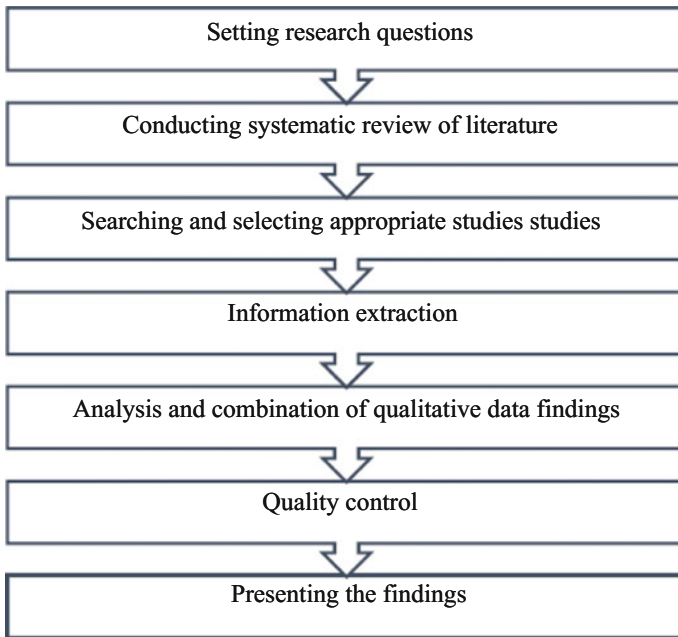 Setting research questions
Conducting systematic review of literature
Searching and selecting appropriate studies studies
Information extraction
Analysis and combination of qualitative data findings
Quality control
Presenting the findings